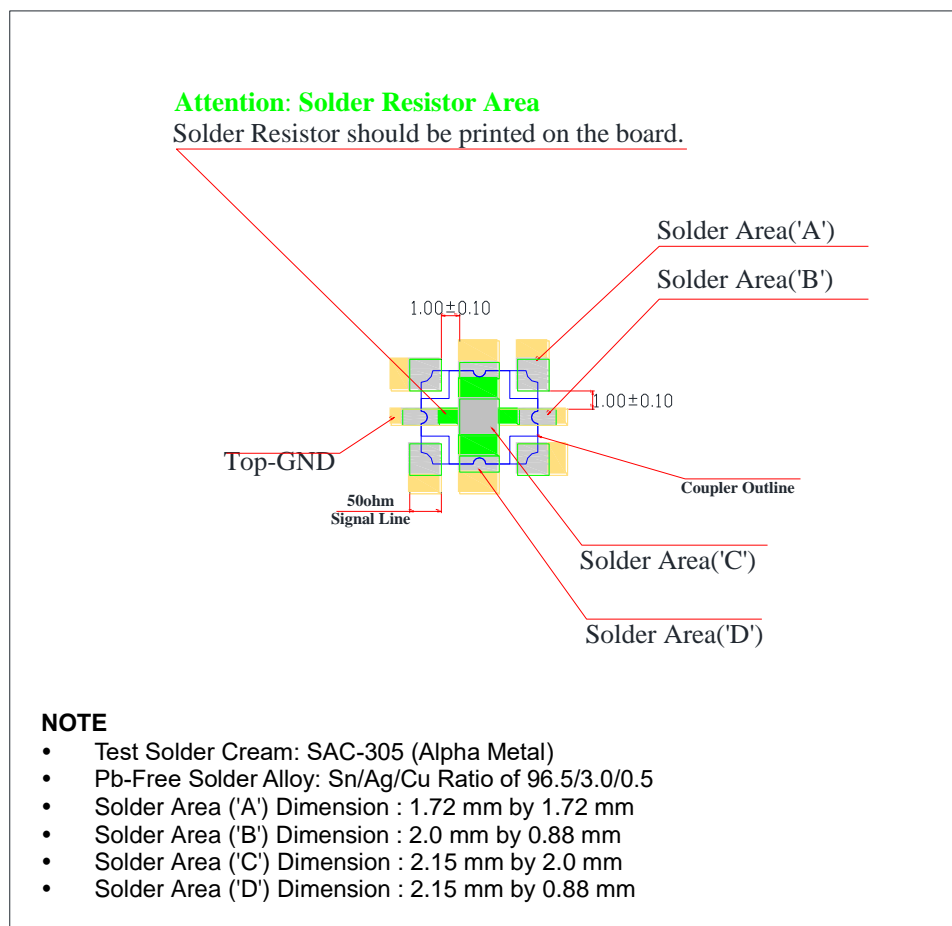 Attention: Solder Resistor Area
Solder Resistor should be printed on the board.
Solder Area('A')
Solder Area('B')
1.00±0.10
1.00±0.10
Top-GND
Coupler Outline
50ohm
Signal Line
Solder Area('C')
Solder Area('D')
NOTE
• Test Solder Cream: SAC-305 (Alpha Metal)
• Pb-Free Solder Alloy: Sn/Ag/Cu Ratio of 96.5/3.0/0.5
• Solder Area ('A') Dimension : 1.72 mm by 1.72 mm
• Solder Area ('B') Dimension : 2.0 mm by 0.88 mm
• Solder Area ('C') Dimension : 2.15 mm by 2.0 mm
• Solder Area ('D') Dimension : 2.15 mm by 0.88 mm